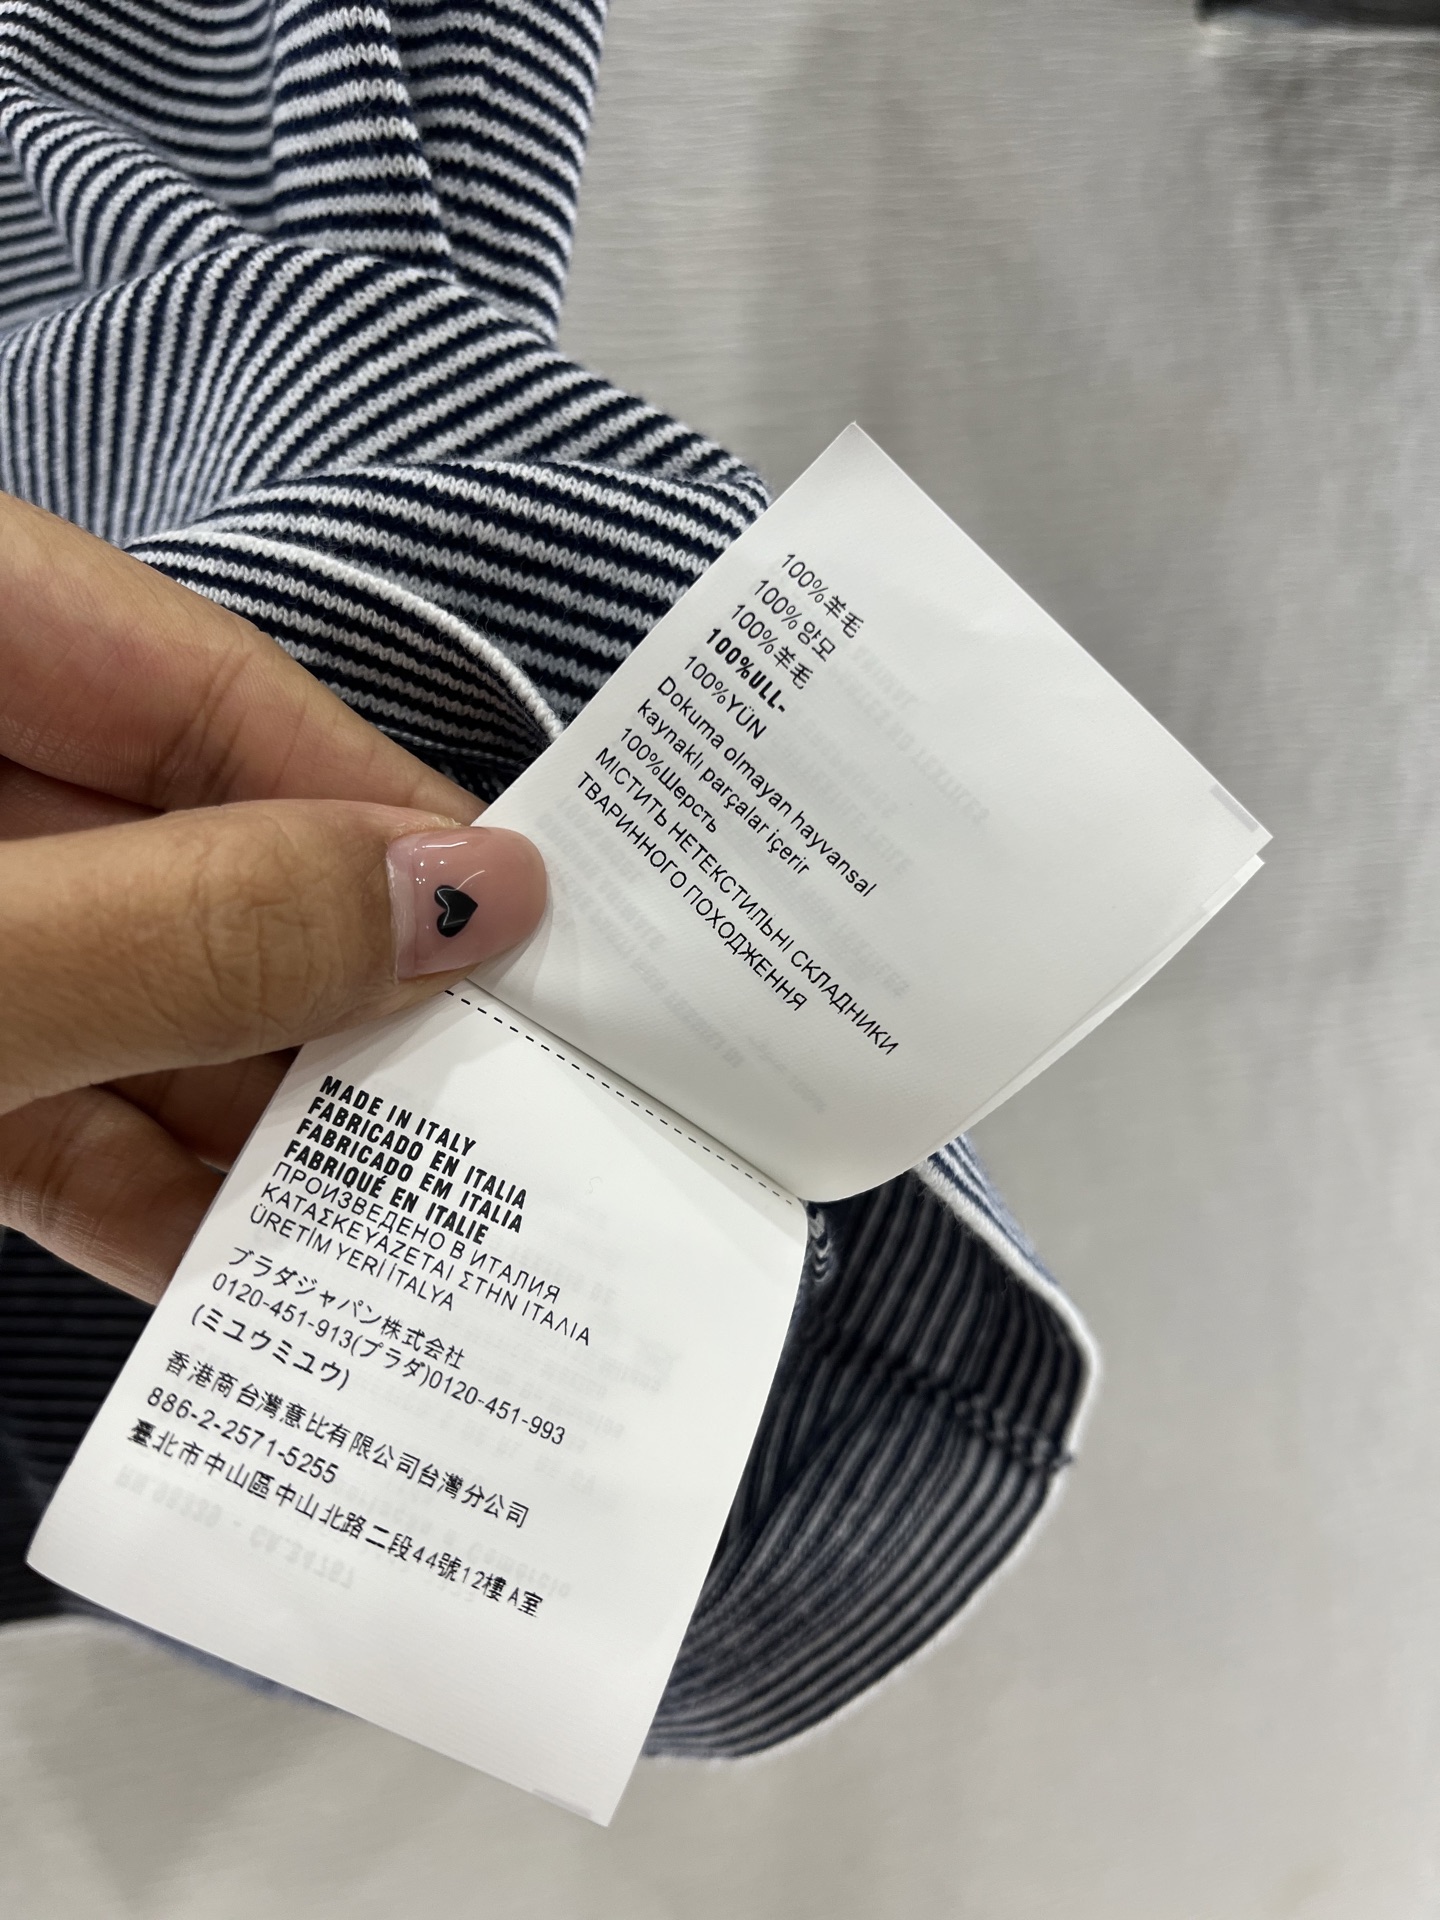 100%羊毛
100%양모
100%羊毛
100%ULL-
100%YÜN
Dokuma olmayan hayvansal
kaynaklı parçalar içerir
100%Шерсть
МІСТИТЬ НЕТЕКСТИЛЬНІ СКЛАДНИКИ
ТВАРИННОГО ПОХОДЖЕННЯ
MADE IN ITALY
FABRICADO EN ITALIA
FABRICADO EM ITALIA
FABRIQUÉ EN ITALIE
ПРОИЗВЕДЕНО В ИТАЛИЯ
ΚΑΤΑΣΚΕΥΑΖΕΤΑΙ ΣΤΗΝ ΙΤΑΛΙΑ
ÜRETİM YERİ İTALYA
プラダジャパン株式会社
0120-451-913(プラダ)0120-451-993
(ミユウミユウ)
香港商台灣意比有限公司台灣分公司
886-2-2571-5255
臺北市中山區中山北路二段44號12樓A室